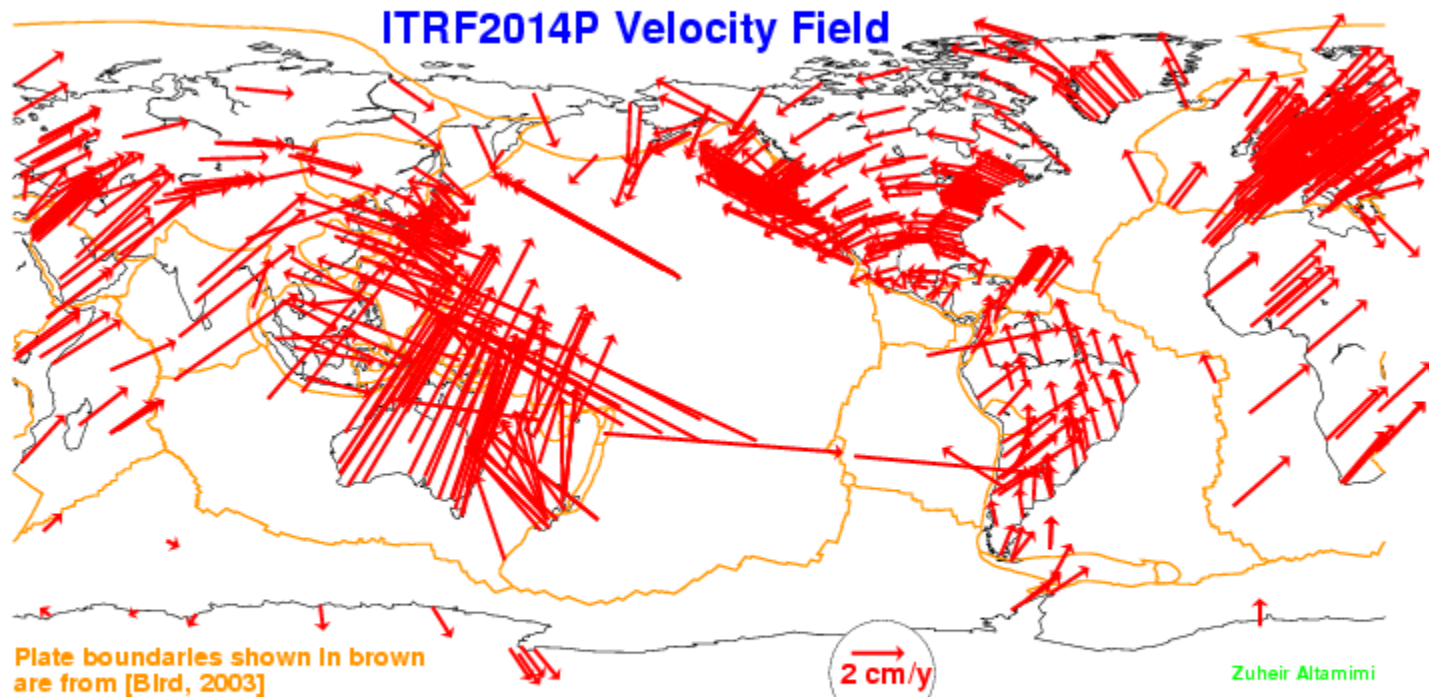 ITRF2014P Velocity Field
Plate boundaries shown in brown
are from [Bird, 2003]
2 cm/y
Zuheir Altamimi